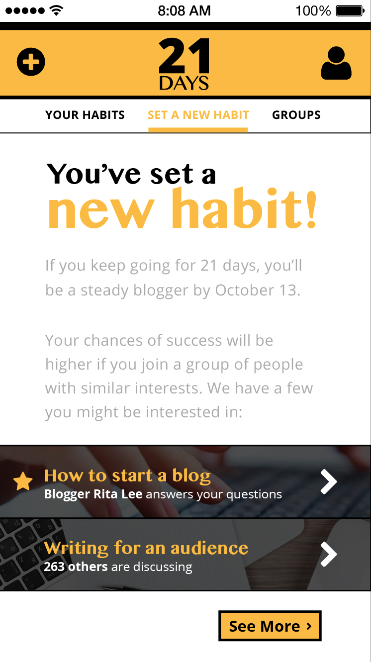 8:08 AM 100%
21
DAYS
YOUR HABITS SET A NEW HABIT GROUPS
You've set a
new habit!
If you keep going for 21 days, you'll
be a steady blogger by October 13.
Your chances of success will be
higher if you join a group of people
with similar interests. We have a few
you might be interested in:
How to start a blog
Blogger Rita Lee answers your questions
Writing for an audience
263 others are discussing
See More ›